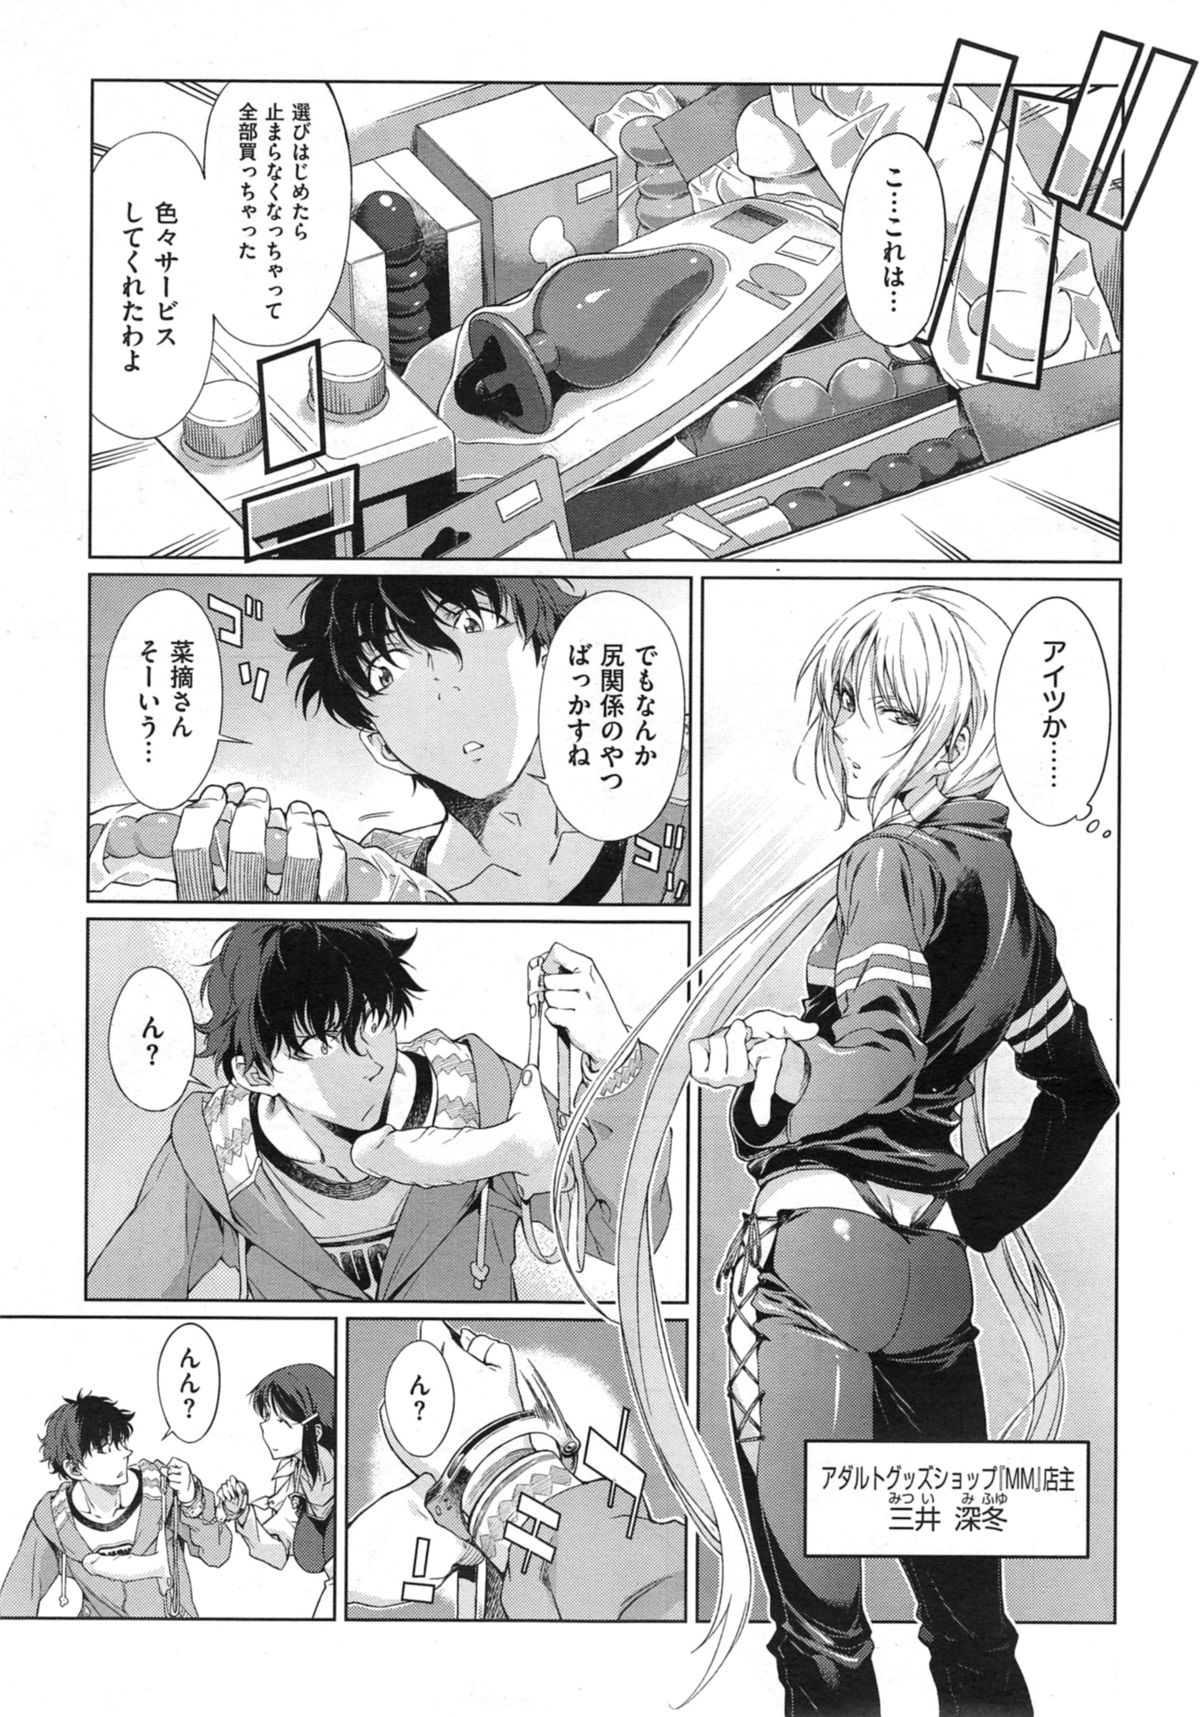 こ…これは…
選びはじめたら
止まらなくなっちゃって
全部買っちゃった
色々サービス
してくれたわよ
アイツか……
アダルトグッズショップ『MM』店主
みつい みふゆ
三井 深冬
でもなんか
尻関係のやつ
ばっかすね
ゴソ
ゴソ
菜摘さん
そーいう…
ん?
ん?
んん?